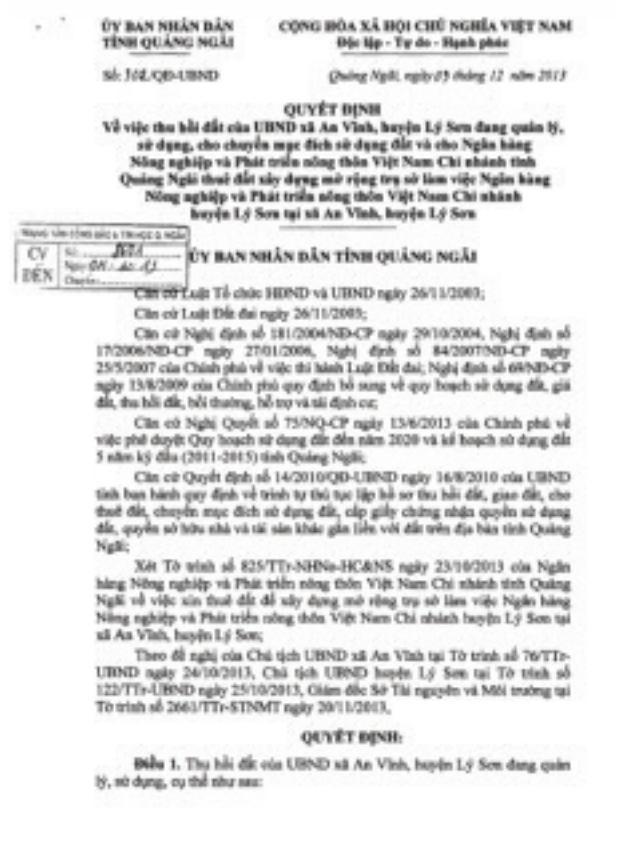 ỦY BAN NHÂN DÂN
TỈNH QUẢNG NGÃI
CỘNG HÒA XÃ HỘI CHỦ NGHĨA VIỆT NAM
Độc lập - Tự do - Hạnh phúc
Số: /QĐ-UBND
Quảng Ngãi, ngày 03 tháng 12 năm 2013
QUYẾT ĐỊNH
Về việc thu hồi đất của UBND xã An Vĩnh, huyện Lý Sơn đang quản lý,
sử dụng, cho chuyển mục đích sử dụng đất và cho Ngân hàng
Nông nghiệp và Phát triển nông thôn Việt Nam Chi nhánh tỉnh
Quảng Ngãi thuê đất xây dựng mở rộng trụ sở làm việc Ngân hàng
Nông nghiệp và Phát triển nông thôn Việt Nam Chi nhánh
huyện Lý Sơn tại xã An Vĩnh, huyện Lý Sơn
CV
ĐẾN
Số:
Ngày
Chuyển:
ỦY BAN NHÂN DÂN TỈNH QUẢNG NGÃI
Căn cứ Luật Tổ chức HĐND và UBND ngày 26/11/2003;
Căn cứ Luật Đất đai ngày 26/11/2003;
Căn cứ Nghị định số 181/2004/NĐ-CP ngày 29/10/2004, Nghị định số
17/2006/NĐ-CP ngày 27/01/2006, Nghị định số 84/2007/NĐ-CP ngày
25/5/2007 của Chính phủ về việc thi hành Luật Đất đai; Nghị định số 69/NĐ-CP
ngày 13/8/2009 của Chính phủ quy định bổ sung về quy hoạch sử dụng đất, giá
đất, thu hồi đất, bồi thường, hỗ trợ và tái định cư;
Căn cứ Nghị Quyết số 75/NQ-CP ngày 13/6/2013 của Chính phủ về
việc phê duyệt Quy hoạch sử dụng đất đến năm 2020 và kế hoạch sử dụng đất
5 năm kỳ đầu (2011-2015) tỉnh Quảng Ngãi;
Căn cứ Quyết định số 14/2010/QĐ-UBND ngày 16/8/2010 của UBND
tỉnh ban hành quy định về trình tự thủ tục lập hồ sơ thu hồi đất, giao đất, cho
thuê đất, chuyển mục đích sử dụng đất, cấp giấy chứng nhận quyền sử dụng
đất, quyền sở hữu nhà và tài sản khác gắn liền với đất trên địa bàn tỉnh Quảng
Ngãi;
Xét Tờ trình số 825/TTr-NHNo-HC&NS ngày 23/10/2013 của Ngân
hàng Nông nghiệp và Phát triển nông thôn Việt Nam Chi nhánh tỉnh Quảng
Ngãi về việc xin thuê đất để xây dựng mở rộng trụ sở làm việc Ngân hàng
Nông nghiệp và Phát triển nông thôn Việt Nam Chi nhánh huyện Lý Sơn tại
xã An Vĩnh, huyện Lý Sơn;
Theo đề nghị của Chủ tịch UBND xã An Vĩnh tại Tờ trình số 76/TTr-
UBND ngày 24/10/2013, Chủ tịch UBND huyện Lý Sơn tại Tờ trình số
122/TTr-UBND ngày 25/10/2013, Giám đốc Sở Tài nguyên và Môi trường tại
Tờ trình số 2661/TTr-STNMT ngày 20/11/2013,
QUYẾT ĐỊNH:
Điều 1. Thu hồi đất của UBND xã An Vĩnh, huyện Lý Sơn đang quản
lý, sử dụng, cụ thể như sau: